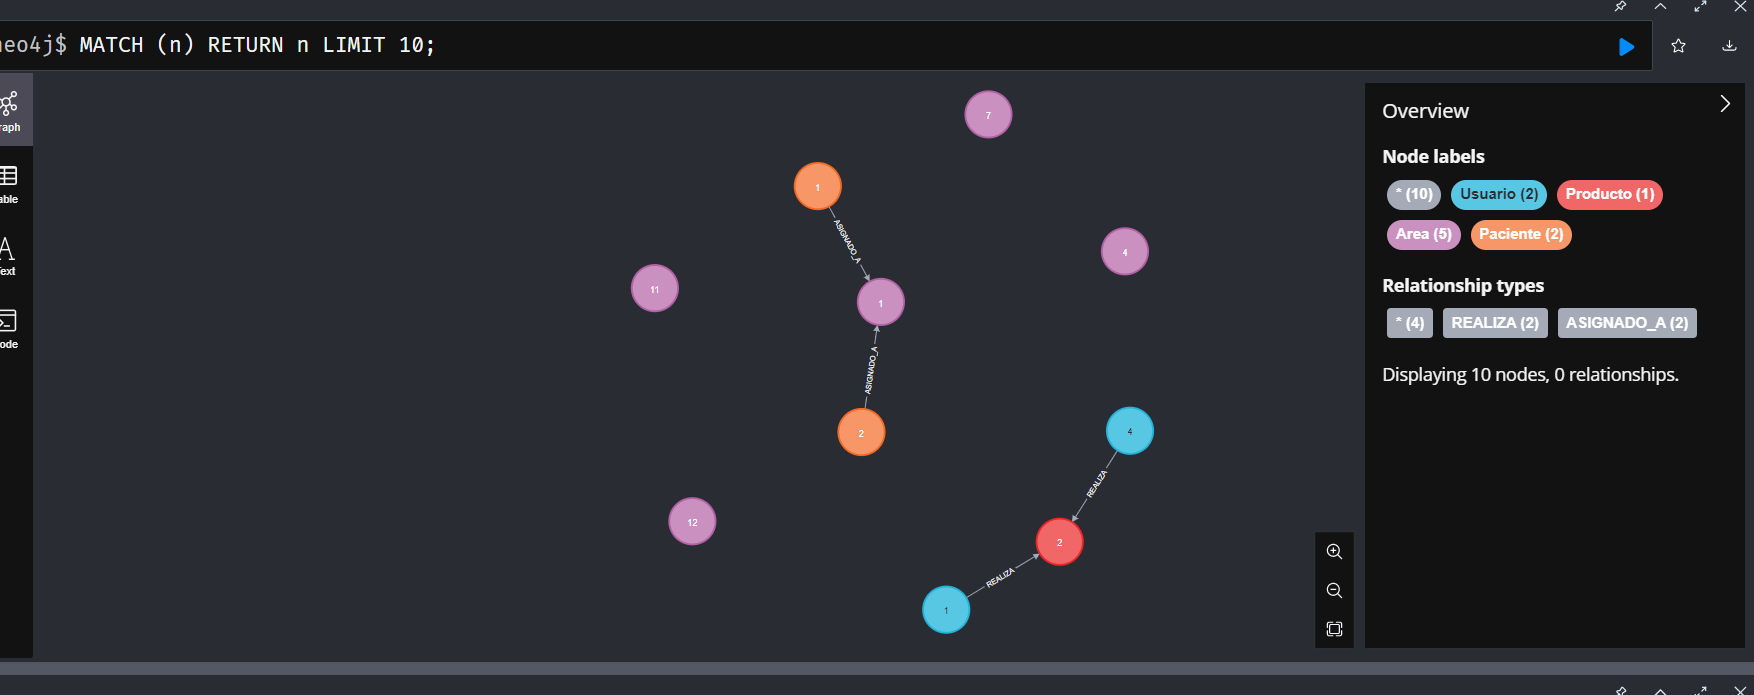 neo4j$ MATCH (n) RETURN n LIMIT 10;
raph
able
Text
ode
7
1
ASIGNADO_A
4
11
1
ASIGNADO_A
2
4
REALIZA
12
2
REALIZA
1
Overview
Node labels
* (10) Usuario (2) Producto (1)
Area (5) Paciente (2)
Relationship types
* (4) REALIZA (2) ASIGNADO_A (2)
Displaying 10 nodes, 0 relationships.